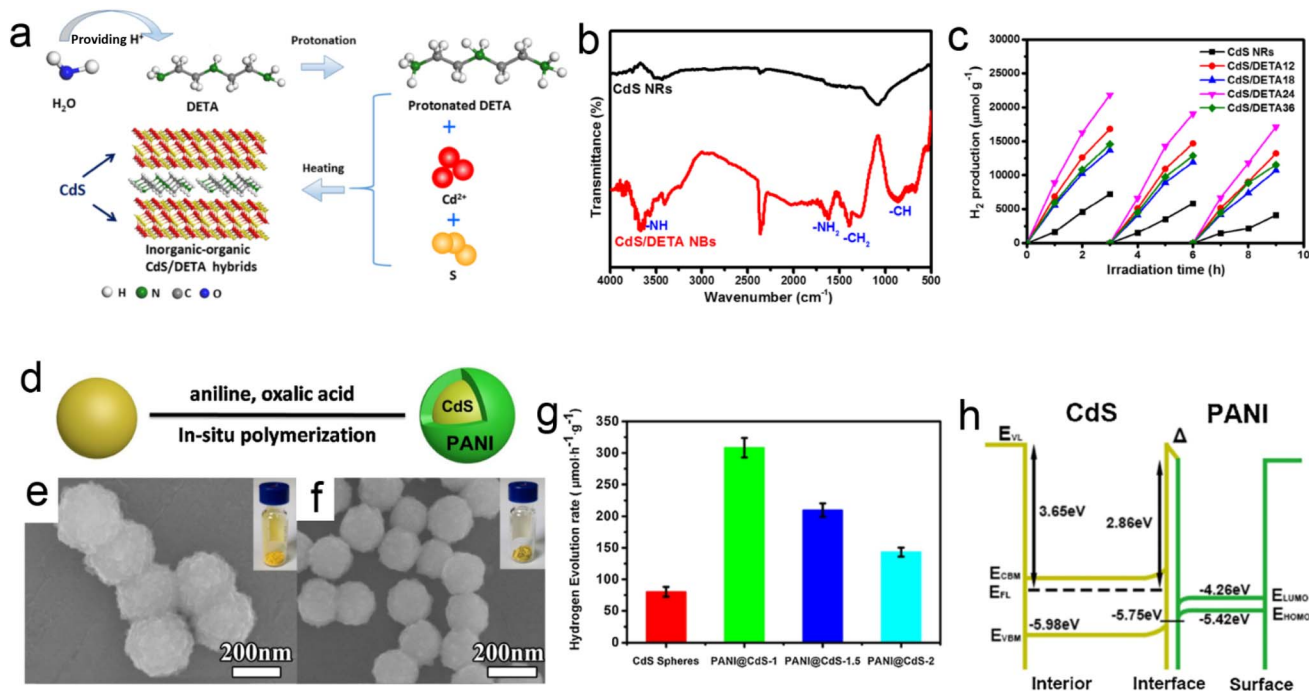 a
Providing H⁺
H₂O
DETA
Protonation
Protonated DETA
+
Cd²⁺
+
S
Heating
CdS
Inorganic-organic
CdS/DETA hybrids
H N C O
b
Transmittance (%)
CdS NRs
-NH
CdS/DETA NBs
-NH₂
-CH₂
-CH
4000 3500 3000 2500 2000 1500 1000 500
Wavenumber (cm⁻¹)
c
H₂ production (μmol g⁻¹)
30000
25000
20000
15000
10000
5000
0
CdS NRs
CdS/DETA12
CdS/DETA18
CdS/DETA24
CdS/DETA36
0 2 4 6 8 10
Irradiation time (h)
d
aniline, oxalic acid
In-situ polymerization
CdS
PANI
e
200nm
f
200nm
g
Hydrogen Evolution rate ( μmol·h⁻¹·g⁻¹)
400
350
300
250
200
150
100
50
0
CdS Spheres PANI@CdS-1 PANI@CdS-1.5 PANI@CdS-2
h
CdS PANI
E_VL
Δ
3.65eV
2.86eV
E_CBM
E_FL
-4.26eV
E_LUMO
-5.75eV
-5.42eV
E_HOMO
-5.98eV
E_VBM
Interior Interface Surface